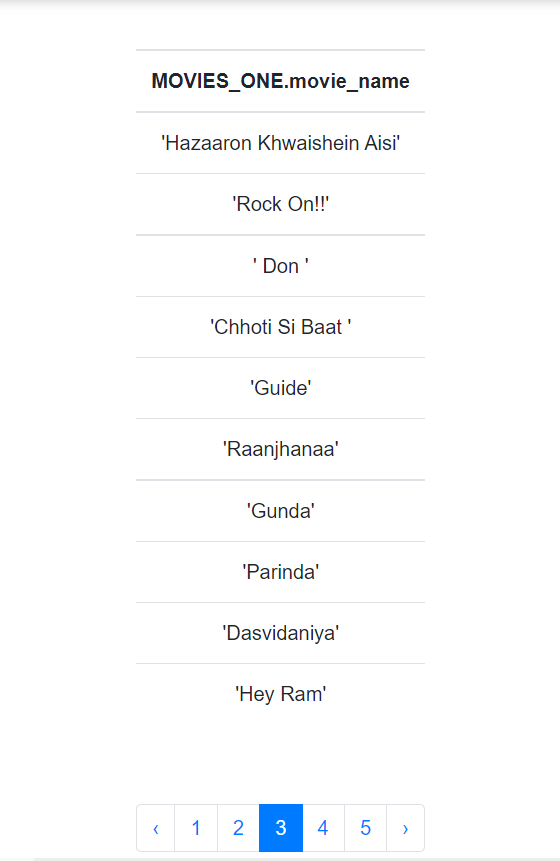 MOVIES_ONE.movie_name
'Hazaaron Khwaishein Aisi'
'Rock On!!'
' Don '
'Chhoti Si Baat '
'Guide'
'Raanjhanaa'
'Gunda'
'Parinda'
'Dasvidaniya'
'Hey Ram'
‹ 1 2 3 4 5 ›